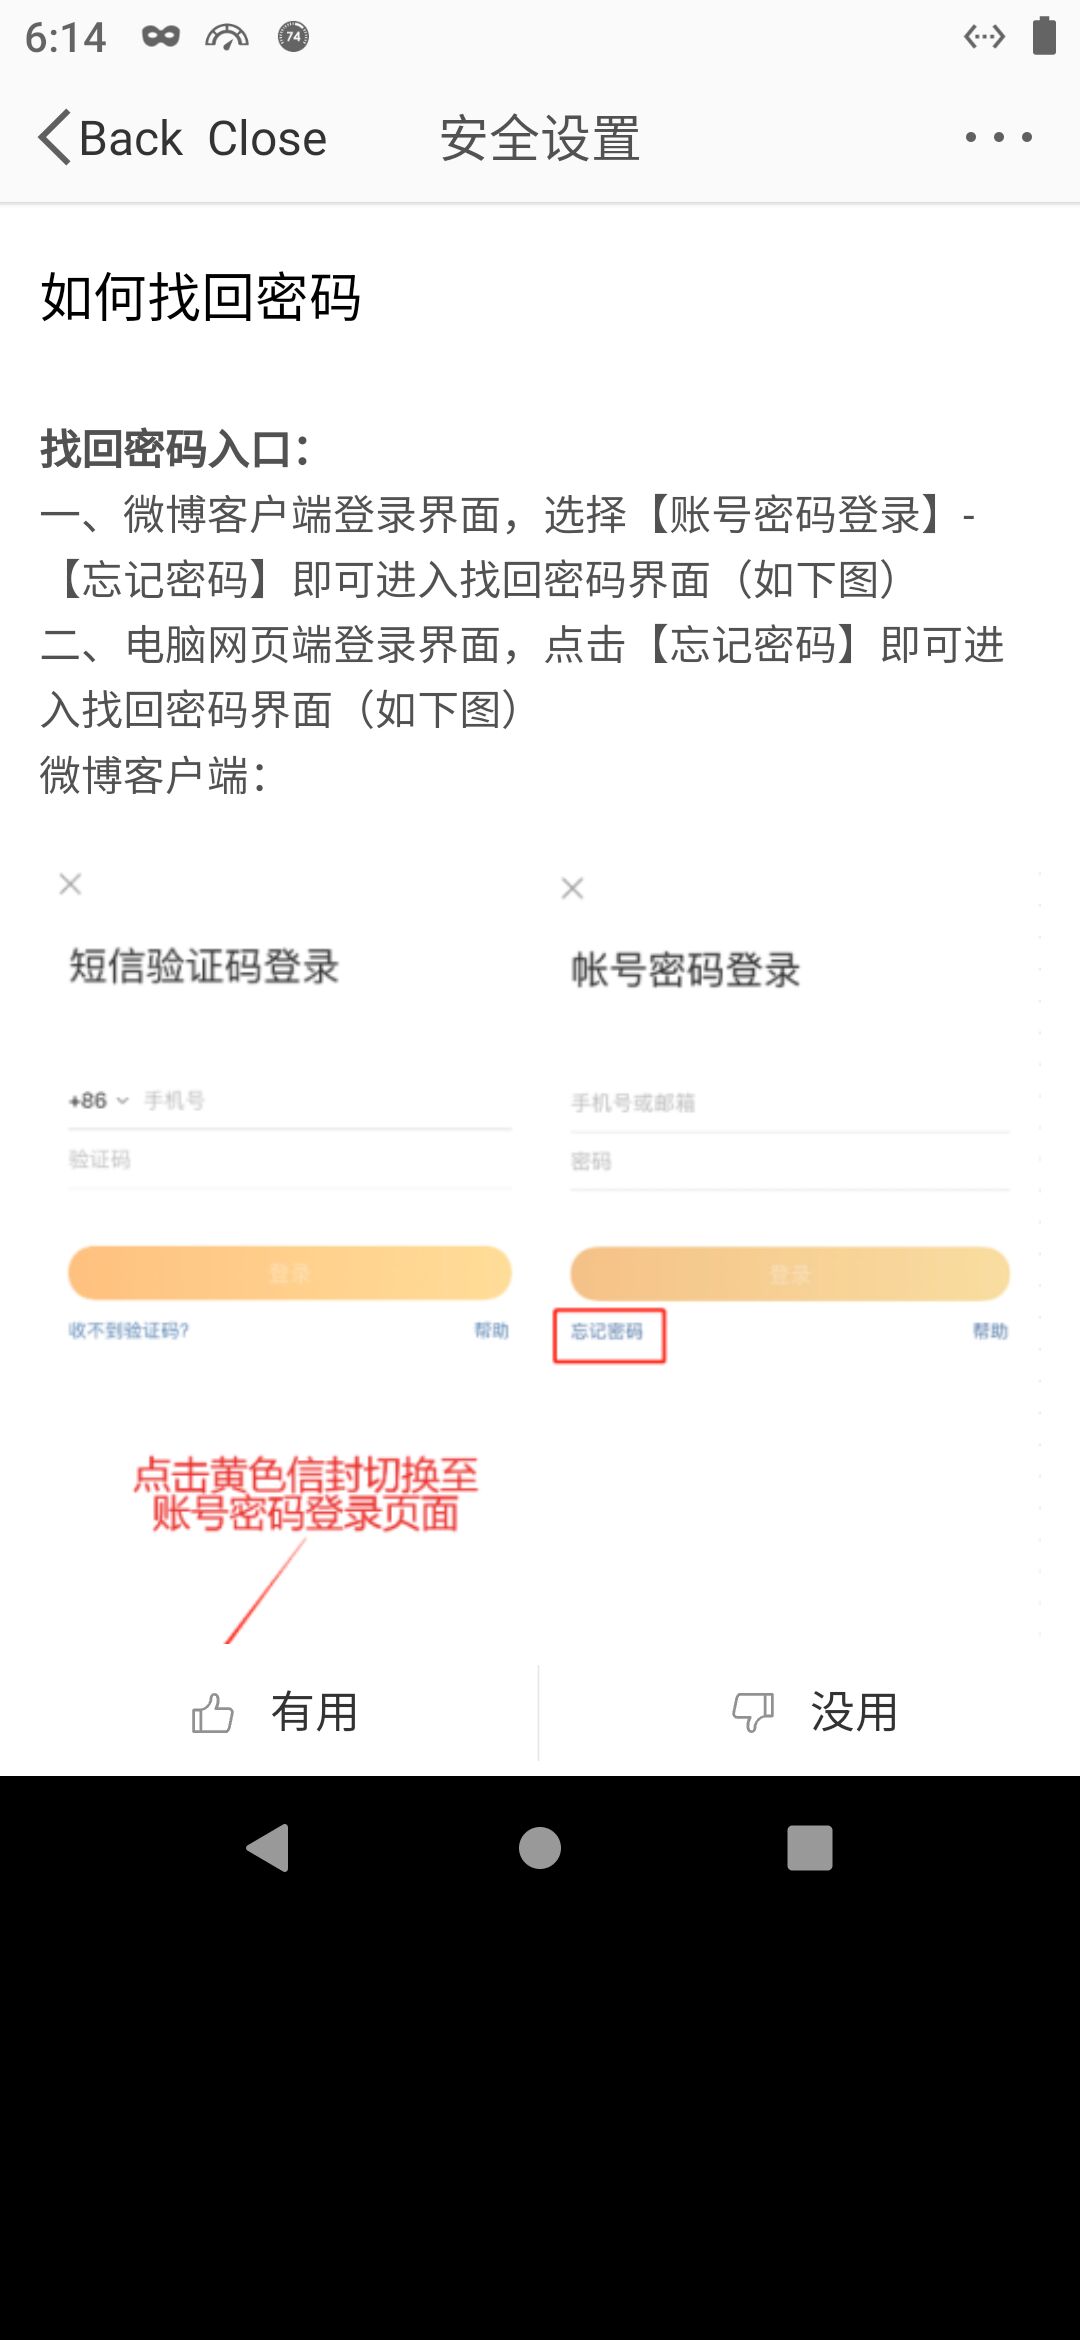 6:14
74
Back Close 安全设置
如何找回密码
找回密码入口：
一、微博客户端登录界面，选择【账号密码登录】-
【忘记密码】即可进入找回密码界面（如下图）
二、电脑网页端登录界面，点击【忘记密码】即可进
入找回密码界面（如下图）
微博客户端：
短信验证码登录
帐号密码登录
+86 手机号
手机号或邮箱
验证码
密码
登录
登录
收不到验证码? 帮助
忘记密码 帮助
点击黄色信封切换至
账号密码登录页面
有用
没用